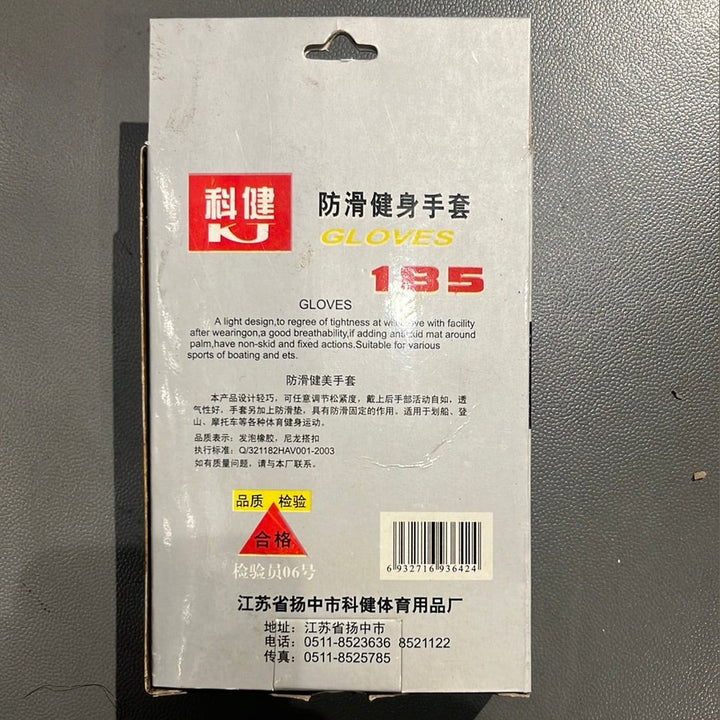 科健
KJ
防滑健身手套
GLOVES
185
GLOVES
A light design,to regree of tightness at will ove with facility
after wearingon,a good breathability,if adding anti kid mat around
palm,have non-skid and fixed actions.Suitable for various
sports of boating and ets.
防滑健美手套
本产品设计轻巧，可任意调节松紧度，戴上后手部活动自如，透
气性好，手套另加上防滑垫，具有防滑固定的作用。适用于划船、登
山、摩托车等各种体育健身运动。
品质表示：发泡橡胶，尼龙搭扣
执行标准：Q/321182HAV001-2003
如有质量问题，请与本厂联系。
品质 检验
合格
检验员06号
6 932716 936424
江苏省扬中市科健体育用品厂
地址：江苏省扬中市
电话：0511-8523636 8521122
传真：0511-8525785